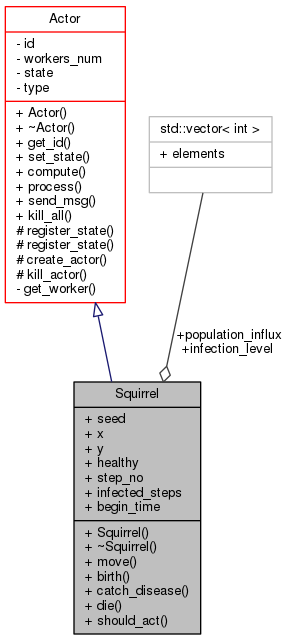 Actor
- id
- workers_num
- state
- type
+ Actor()
+ ~Actor()
+ get_id()
+ set_state()
+ compute()
+ process()
+ send_msg()
+ kill_all()
# register_state()
# register_state()
# create_actor()
# kill_actor()
- get_worker()
std::vector< int >
+ elements
+population_influx
+infection_level
Squirrel
+ seed
+ x
+ y
+ healthy
+ step_no
+ infected_steps
+ begin_time
+ Squirrel()
+ ~Squirrel()
+ move()
+ birth()
+ catch_disease()
+ die()
+ should_act()